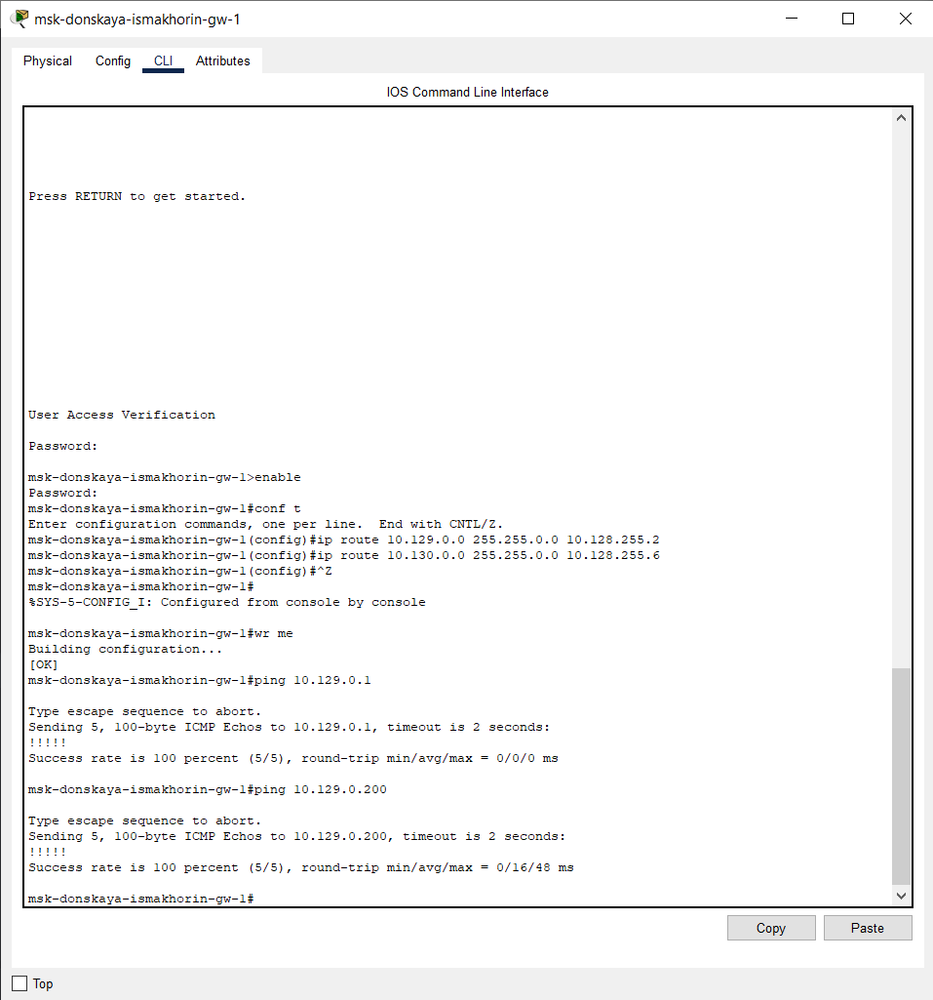 msk-donskaya-ismakhorin-gw-1
Physical Config CLI Attributes
IOS Command Line Interface
Press RETURN to get started.
User Access Verification
Password:
msk-donskaya-ismakhorin-gw-1>enable
Password:
msk-donskaya-ismakhorin-gw-1#conf t
Enter configuration commands, one per line.  End with CNTL/Z.
msk-donskaya-ismakhorin-gw-1(config)#ip route 10.129.0.0 255.255.0.0 10.128.255.2
msk-donskaya-ismakhorin-gw-1(config)#ip route 10.130.0.0 255.255.0.0 10.128.255.6
msk-donskaya-ismakhorin-gw-1(config)#^Z
msk-donskaya-ismakhorin-gw-1#
%SYS-5-CONFIG_I: Configured from console by console
msk-donskaya-ismakhorin-gw-1#wr me
Building configuration...
[OK]
msk-donskaya-ismakhorin-gw-1#ping 10.129.0.1
Type escape sequence to abort.
Sending 5, 100-byte ICMP Echos to 10.129.0.1, timeout is 2 seconds:
!!!!!
Success rate is 100 percent (5/5), round-trip min/avg/max = 0/0/0 ms
msk-donskaya-ismakhorin-gw-1#ping 10.129.0.200
Type escape sequence to abort.
Sending 5, 100-byte ICMP Echos to 10.129.0.200, timeout is 2 seconds:
!!!!!
Success rate is 100 percent (5/5), round-trip min/avg/max = 0/16/48 ms
msk-donskaya-ismakhorin-gw-1#
Copy Paste
Top